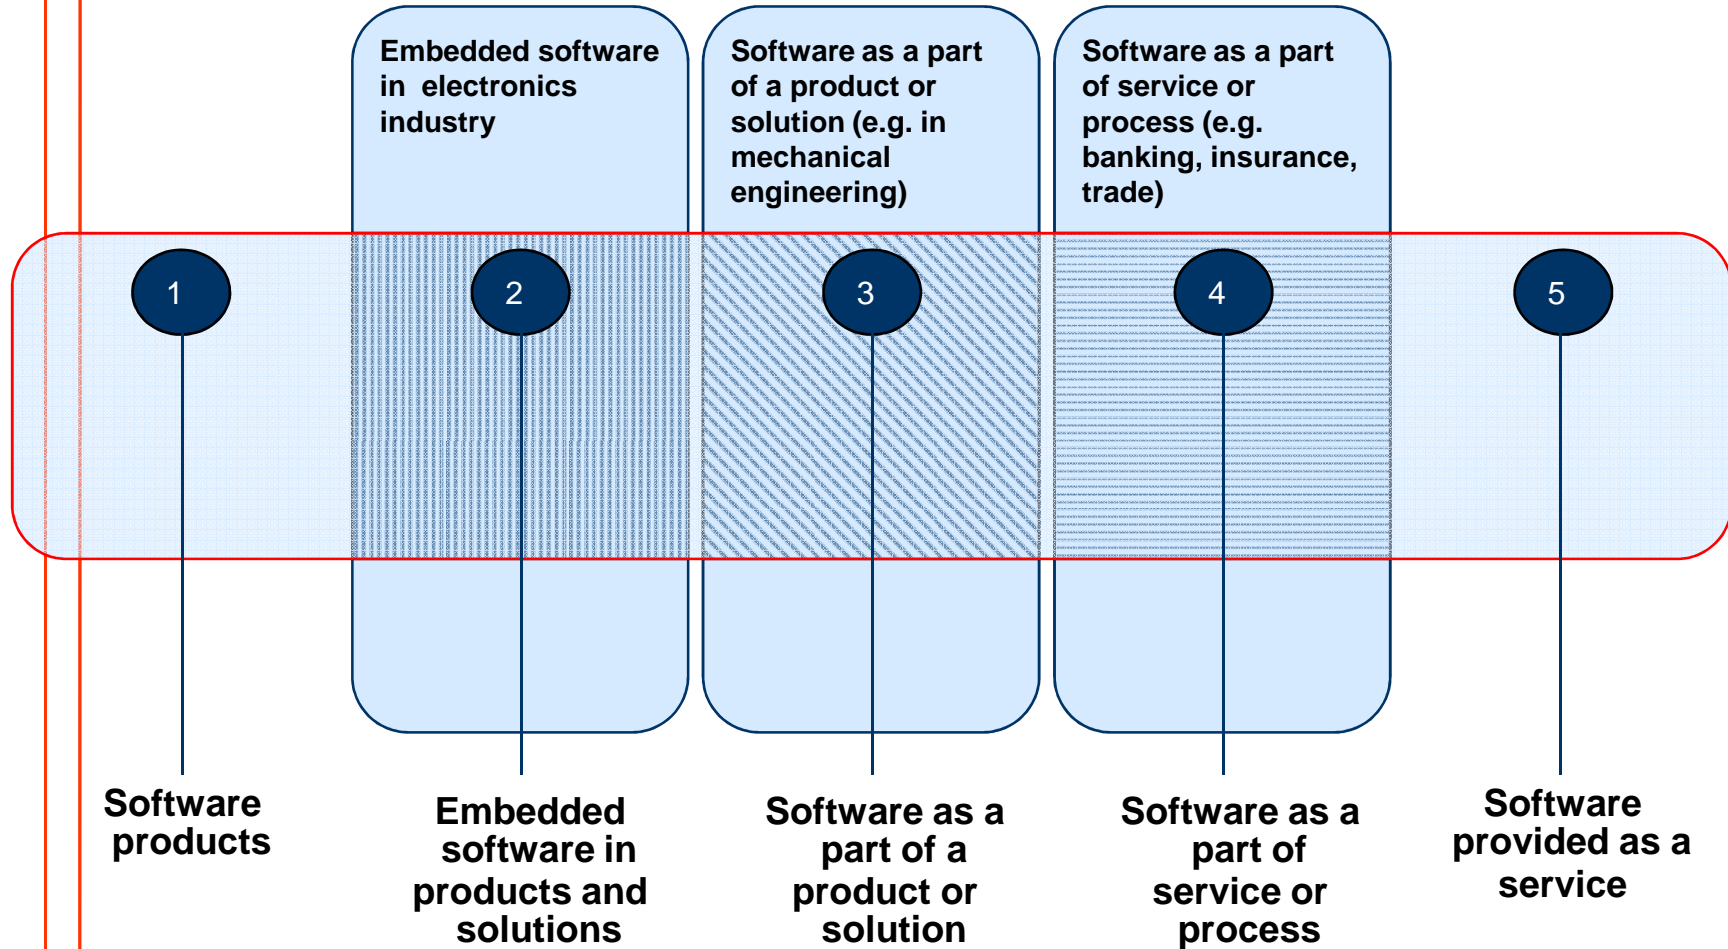 Embedded software
in electronics
industry
Software as a part
of a product or
solution (e.g. in
mechanical
engineering)
Software as a part
of service or
process (e.g.
banking, insurance,
trade)
1
2
3
4
5
Software
products
Embedded
software in
products and
solutions
Software as a
part of a
product or
solution
Software as a
part of
service or
process
Software
provided as a
service